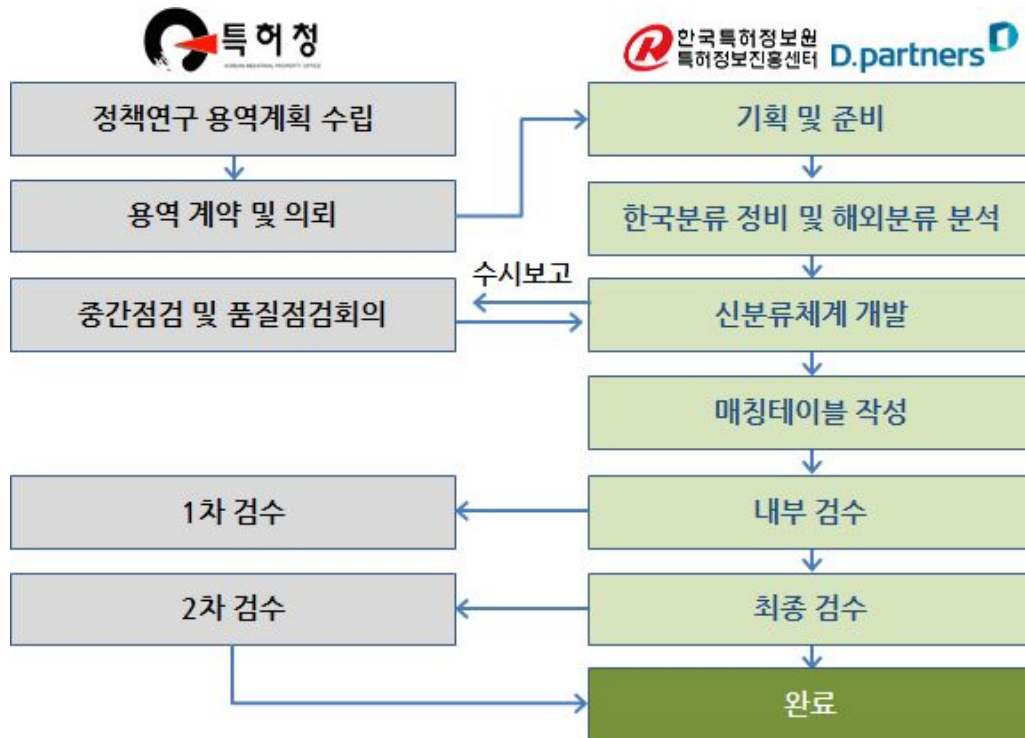 특허청
KOREAN INDUSTRIAL PROPERTY OFFICE
한국특허정보원
특허정보진흥센터
D.partners
정책연구 용역계획 수립
기획 및 준비
용역 계약 및 의뢰
한국분류 정비 및 해외분류 분석
수시보고
중간점검 및 품질점검회의
신분류체계 개발
매칭테이블 작성
1차 검수
내부 검수
2차 검수
최종 검수
완료